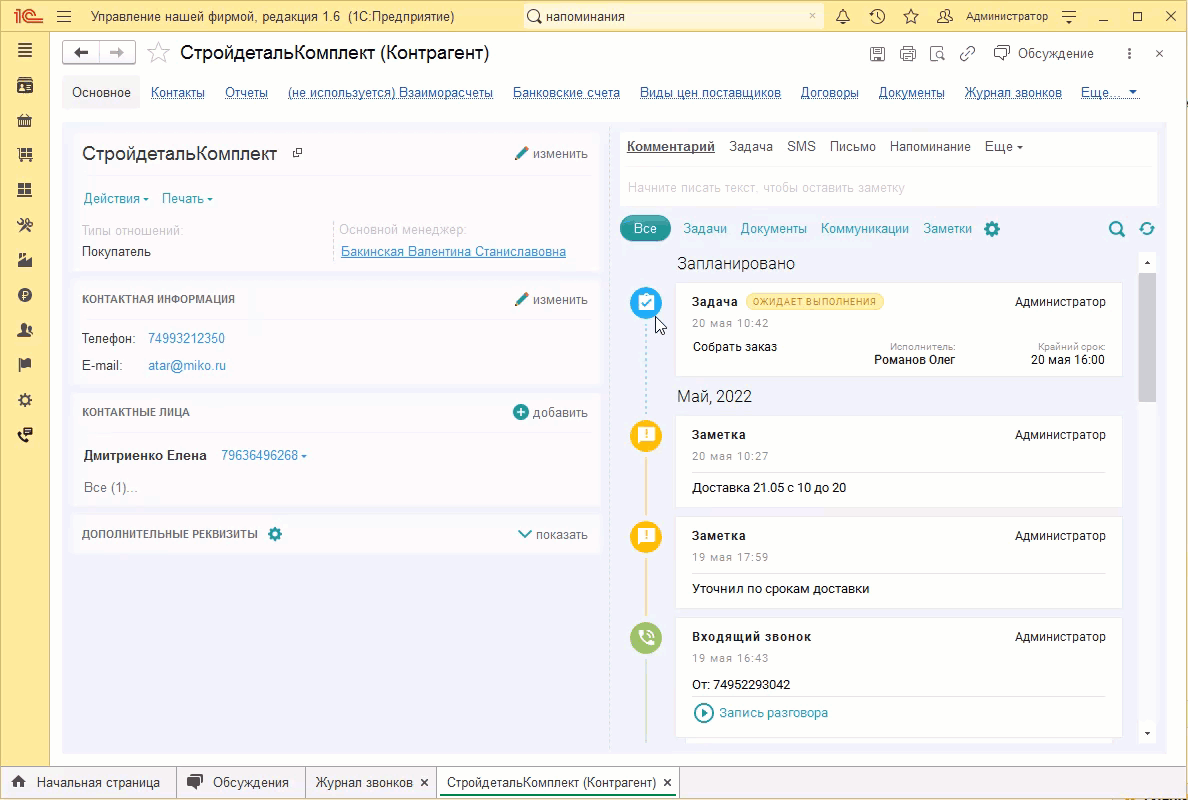 Управление нашей фирмой, редакция 1.6 (1С:Предприятие)
напоминания
Администратор
СтройдетальКомплект (Контрагент)
Обсуждение
Основное Контакты Отчеты (не используется) Взаиморасчеты Банковские счета Виды цен поставщиков Договоры Документы Журнал звонков Еще...
СтройдетальКомплект
изменить
Действия Печать
Типы отношений:
Покупатель
Основной менеджер:
Бакинская Валентина Станиславовна
КОНТАКТНАЯ ИНФОРМАЦИЯ
изменить
Телефон: 74993212350
E-mail: atar@miko.ru
КОНТАКТНЫЕ ЛИЦА
добавить
Дмитриенко Елена 79636496268
Все (1)...
ДОПОЛНИТЕЛЬНЫЕ РЕКВИЗИТЫ
показать
Комментарий Задача SMS Письмо Напоминание Еще
Начните писать текст, чтобы оставить заметку
Все Задачи Документы Коммуникации Заметки
Запланировано
Задача ОЖИДАЕТ ВЫПОЛНЕНИЯ Администратор
20 мая 10:42
Собрать заказ
Исполнитель:
Романов Олег
Крайний срок:
20 мая 16:00
Май, 2022
Заметка Администратор
20 мая 10:27
Доставка 21.05 с 10 до 20
Заметка Администратор
19 мая 17:59
Уточнил по срокам доставки
Входящий звонок Администратор
19 мая 16:43
От: 74952293042
Запись разговора
Начальная страница Обсуждения Журнал звонков СтройдетальКомплект (Контрагент)